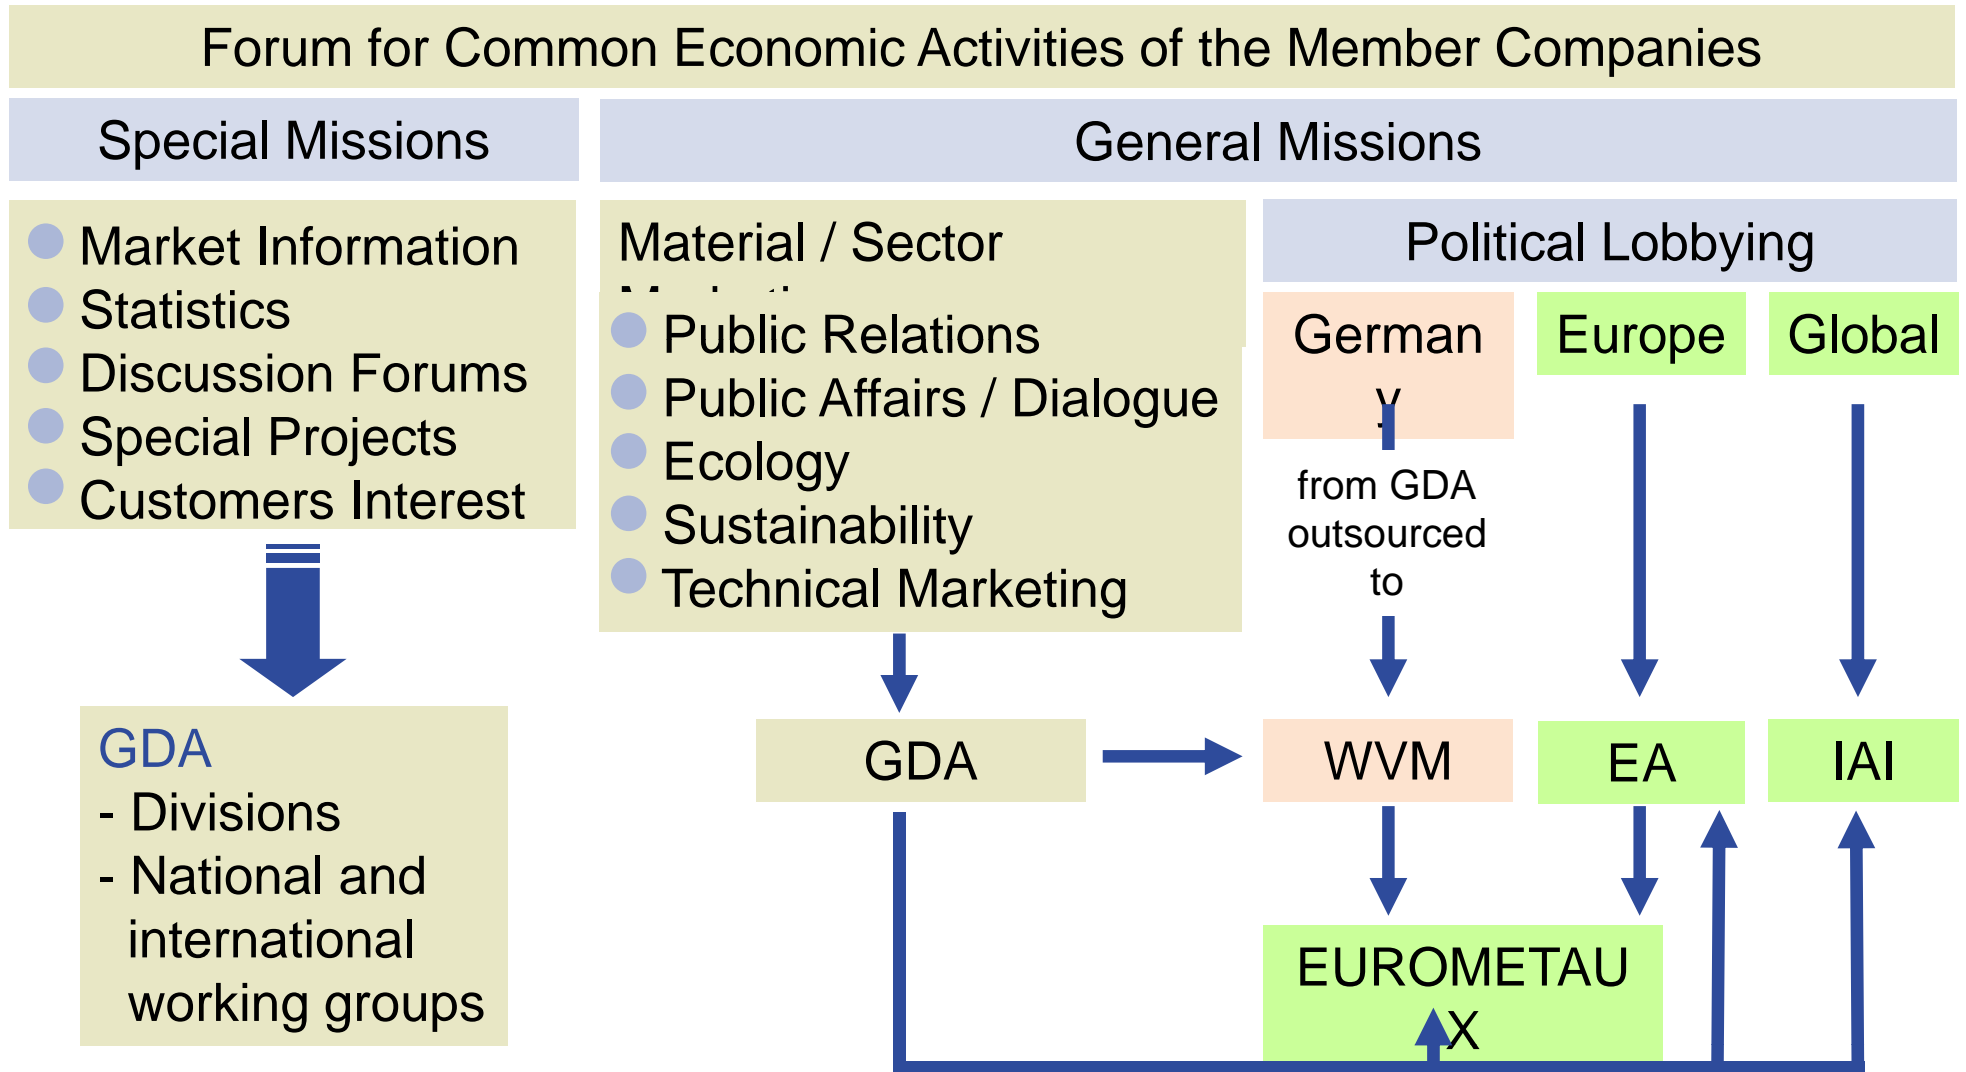 Forum for Common Economic Activities of the Member Companies
Special Missions
General Missions
Market Information
Statistics
Discussion Forums
Special Projects
Customers Interest
Material / Sector
Public Relations
Public Affairs / Dialogue
Ecology
Sustainability
Technical Marketing
Political Lobbying
German
y
Europe
Global
from GDA
outsourced
to
GDA
- Divisions
- National and
international
working groups
GDA
WVM
EA
IAI
EUROMETAU
X